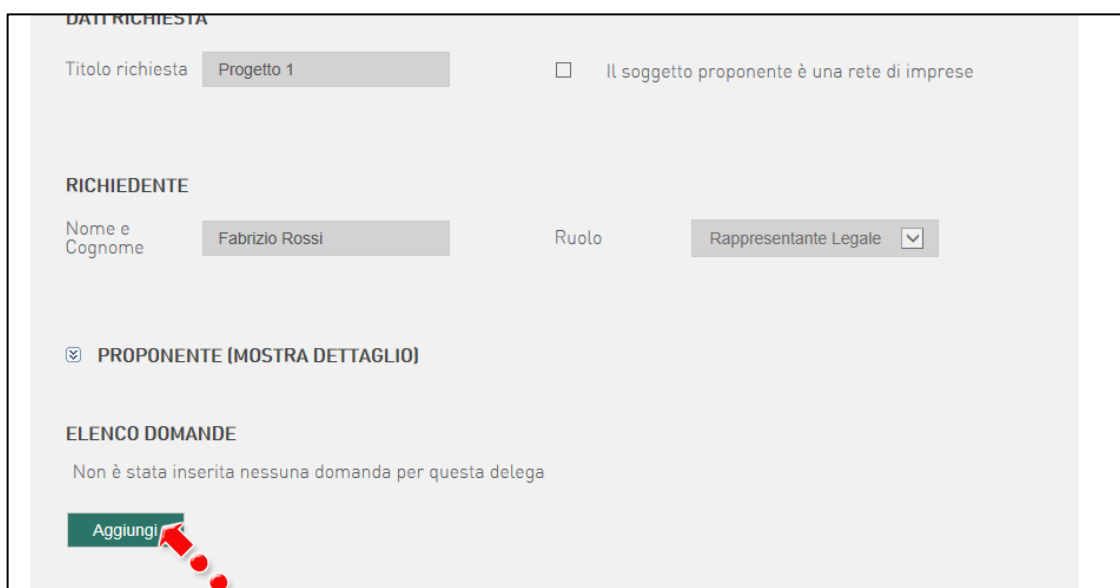 DATI RICHIESTA
Titolo richiesta Progetto 1 Il soggetto proponente è una rete di imprese
RICHIEDENTE
Nome e
Cognome Fabrizio Rossi Ruolo Rappresentante Legale
PROPONENTE (MOSTRA DETTAGLIO)
ELENCO DOMANDE
Non è stata inserita nessuna domanda per questa delega
Aggiungi